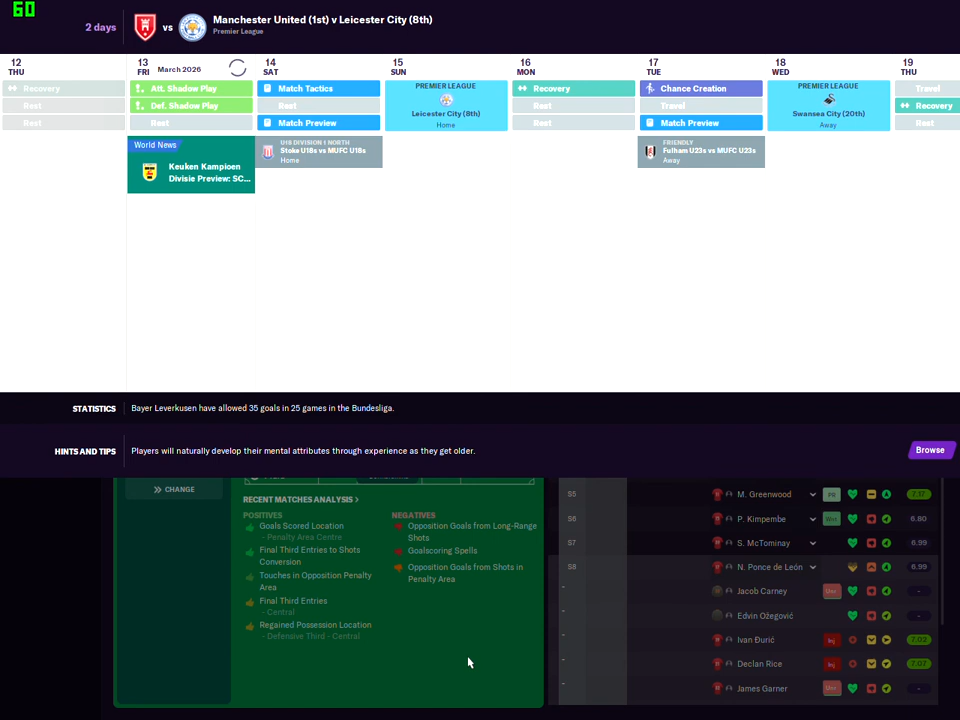 60
2 days
vs
Manchester United (1st) v Leicester City (8th)
Premier League
12
THU
13
FRI
March 2026
14
SAT
15
SUN
16
MON
17
TUE
18
WED
19
THU
Recovery
Rest
Rest
Att. Shadow Play
Def. Shadow Play
Rest
Match Tactics
Rest
Match Preview
PREMIER LEAGUE
Leicester City (8th)
Home
Recovery
Rest
Rest
Chance Creation
Travel
Match Preview
PREMIER LEAGUE
Swansea City (20th)
Away
Travel
Recovery
Rest
World News
Keuken Kampioen
Divisie Preview: SC...
U18 DIVISION 1 NORTH
Stoke U18s vs MUFC U18s
Home
FRIENDLY
Fulham U23s vs MUFC U23s
Away
STATISTICS
Bayer Leverkusen have allowed 35 goals in 25 games in the Bundesliga.
HINTS AND TIPS
Players will naturally develop their mental attributes through experience as they get older.
Browse
CHANGE
RECENT MATCHES ANALYSIS >
POSITIVES
Goals Scored Location
- Penalty Area Centre
Final Third Entries to Shots
Conversion
Touches in Opposition Penalty
Area
Final Third Entries
- Central
Regained Possession Location
- Defensive Third - Central
NEGATIVES
Opposition Goals from Long-Range
Shots
Goalscoring Spells
Opposition Goals from Shots in
Penalty Area
S5 M. Greenwood PR 7.17
S6 P. Kimpembe Wnt 6.80
S7 S. McTominay 6.99
S8 N. Ponce de León 6.99
- Jacob Carney Unr -
- Edvin Ožegović -
- Ivan Đurić Inj 7.02
- Declan Rice Inj 7.07
- James Garner Unr -